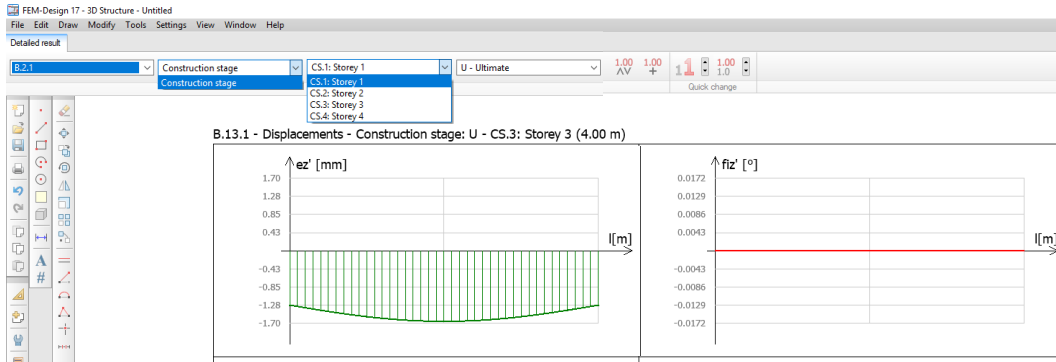 FEM-Design 17 - 3D Structure - Untitled
File Edit Draw Modify Tools Settings View Window Help
Detailed result
B.2.1 Construction stage CS.1: Storey 1 U - Ultimate 1.00 1.00 11 1.00
1.0
Construction stage CS.1: Storey 1 Quick change
CS.2: Storey 2
CS.3: Storey 3
CS.4: Storey 4
B.13.1 - Displacements - Construction stage: U - CS.3: Storey 3 (4.00 m)
ez' [mm]
1.70
1.28
0.85
0.43
l[m]
-0.43
-0.85
-1.28
-1.70
fiz' [°]
0.0172
0.0129
0.0086
0.0043
l[m]
-0.0043
-0.0086
-0.0129
-0.0172
A
#